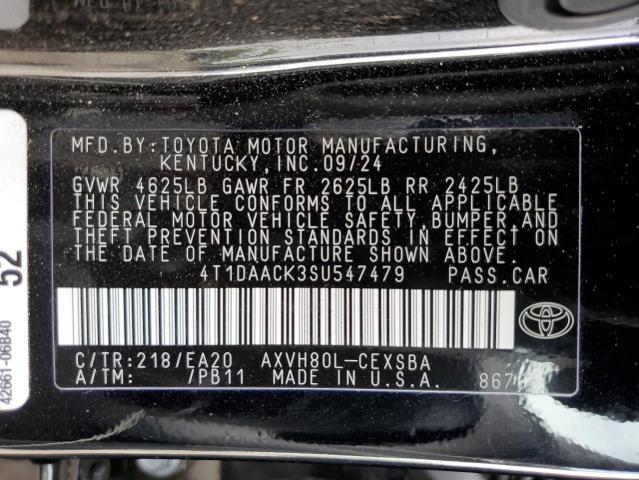 MFD.BY:TOYOTA MOTOR MANUFACTURING,
KENTUCKY, INC.09/24
GVWR 4625LB GAWR FR 2625LB RR 2425LB
THIS VEHICLE CONFORMS TO ALL APPLICABLE
FEDERAL MOTOR VEHICLE SAFETY, BUMPER, AND
THEFT PREVENTION STANDARDS IN EFFECT ON
THE DATE OF MANUFACTURE SHOWN ABOVE.
4T1DAACK3SU547479 PASS.CAR
C/TR:218/EA20 AXVH80L-CEXSBA
A/TM: /PB11 MADE IN U.S.A.
52
42661-06B40